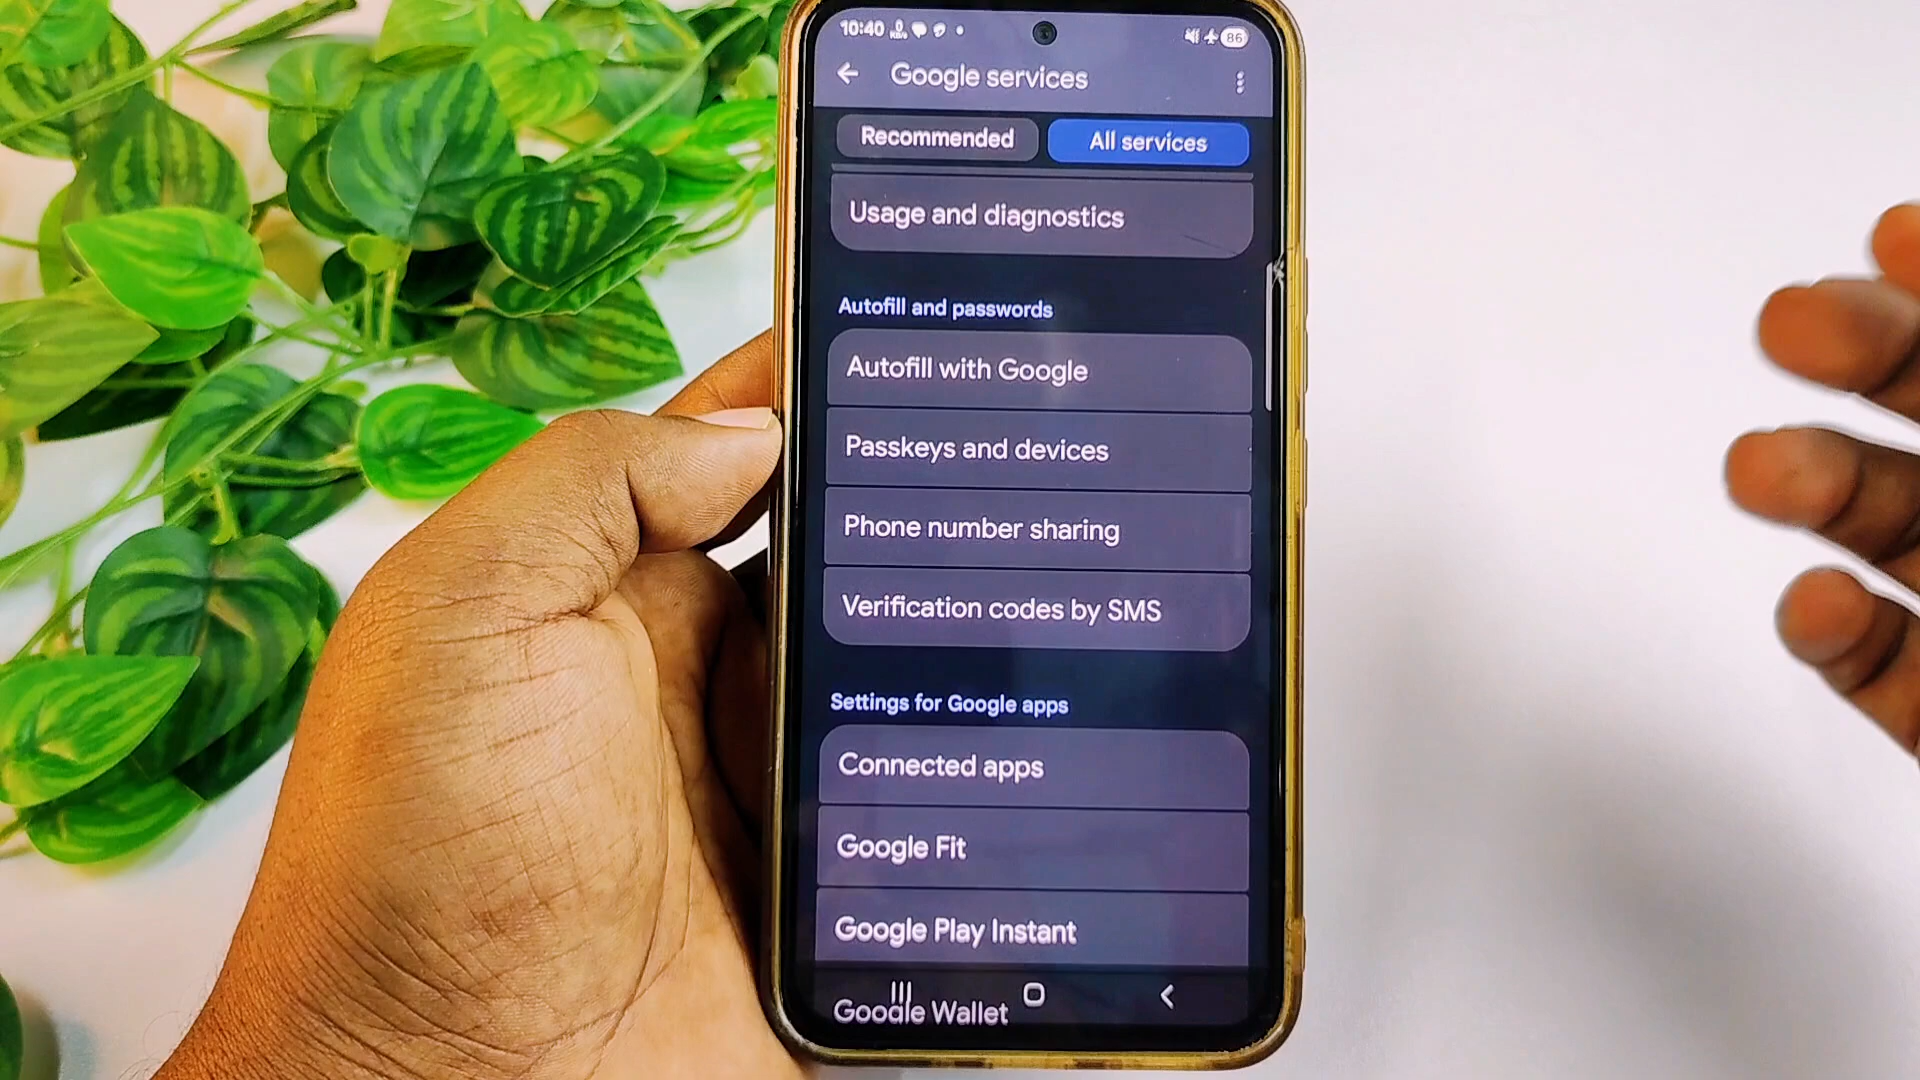 10:40
86
Google services
Recommended
All services
Usage and diagnostics
Autofill and passwords
Autofill with Google
Passkeys and devices
Phone number sharing
Verification codes by SMS
Settings for Google apps
Connected apps
Google Fit
Google Play Instant
Google Wallet